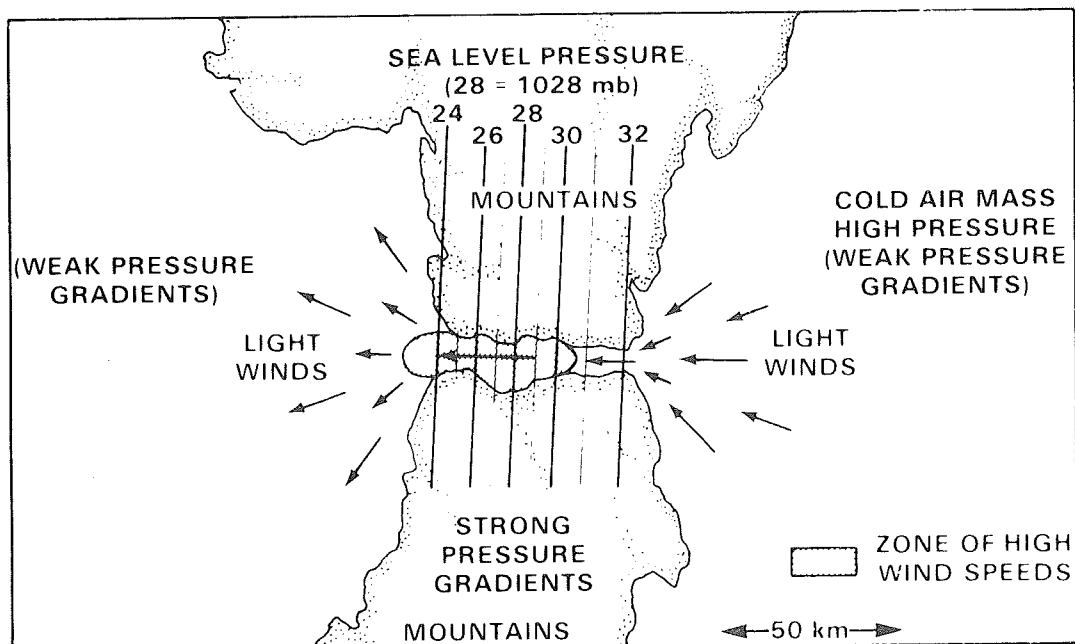 SEA LEVEL PRESSURE
(28 = 1028 mb)
24
26
28
30
32
MOUNTAINS
COLD AIR MASS
HIGH PRESSURE
(WEAK PRESSURE
GRADIENTS)
(WEAK PRESSURE
GRADIENTS)
LIGHT
WINDS
LIGHT
WINDS
STRONG
PRESSURE
GRADIENTS
ZONE OF HIGH
WIND SPEEDS
MOUNTAINS
50 km